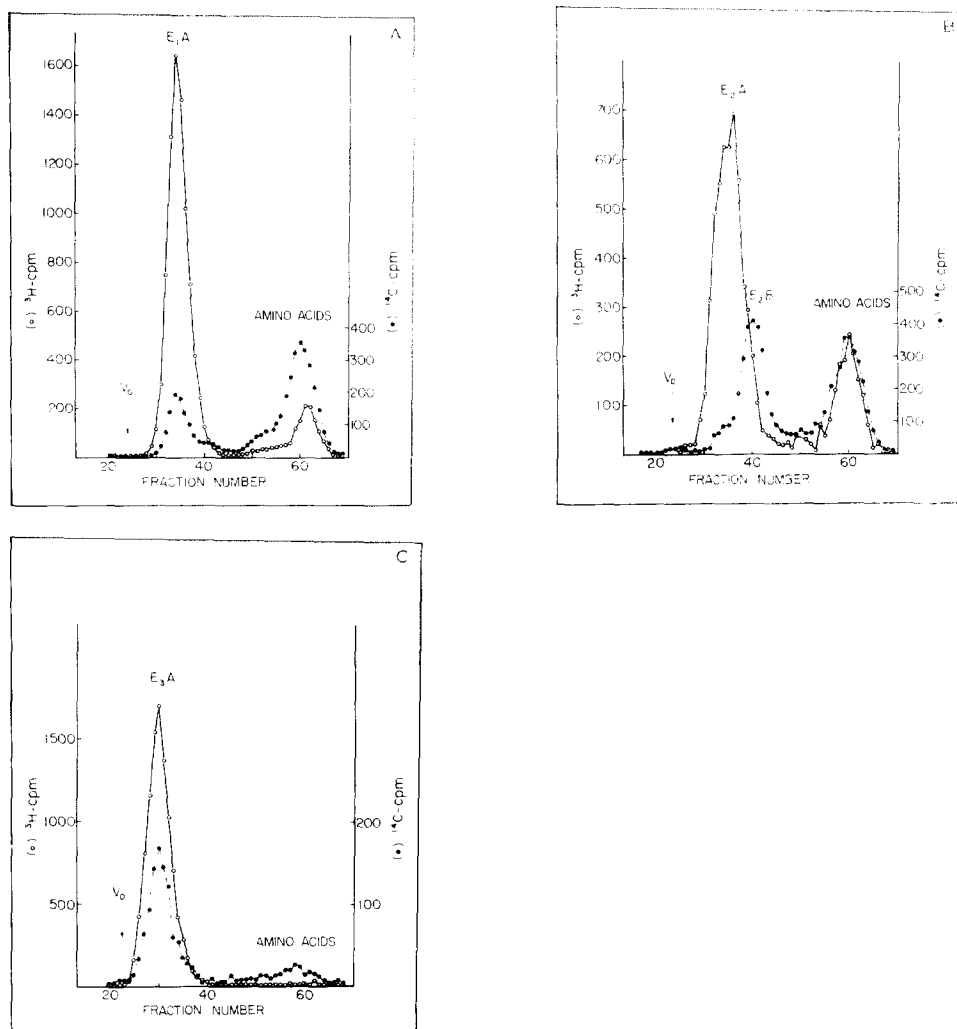 A
E₁A
1600
1400
1200
1000
800
600
400
200
(o) ³H-cpm
V₀
AMINO ACIDS
400
300
200
100
(●) ¹⁴C-cpm
20 40 60
FRACTION NUMBER
B
E₂A
700
600
500
400
300
200
100
(o) ³H-cpm
V₀
E₂B
AMINO ACIDS
500
400
300
200
100
¹⁴C-cpm
20 40 60
FRACTION NUMBER
C
E₃A
1500
1000
500
(o) ³H-cpm
V₀
AMINO ACIDS
200
100
(●) ¹⁴C-cpm
20 40 60
FRACTION NUMBER